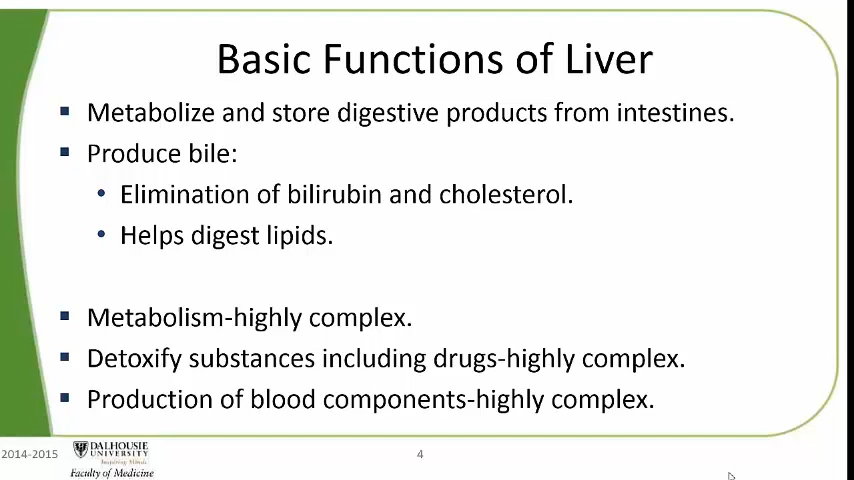 Basic Functions of Liver
Metabolize and store digestive products from intestines.
Produce bile:
Elimination of bilirubin and cholesterol.
Helps digest lipids.
Metabolism-highly complex.
Detoxify substances including drugs-highly complex.
Production of blood components-highly complex.
2014-2015
DALHOUSIE
UNIVERSITY
Inspiring Minds
Faculty of Medicine
4